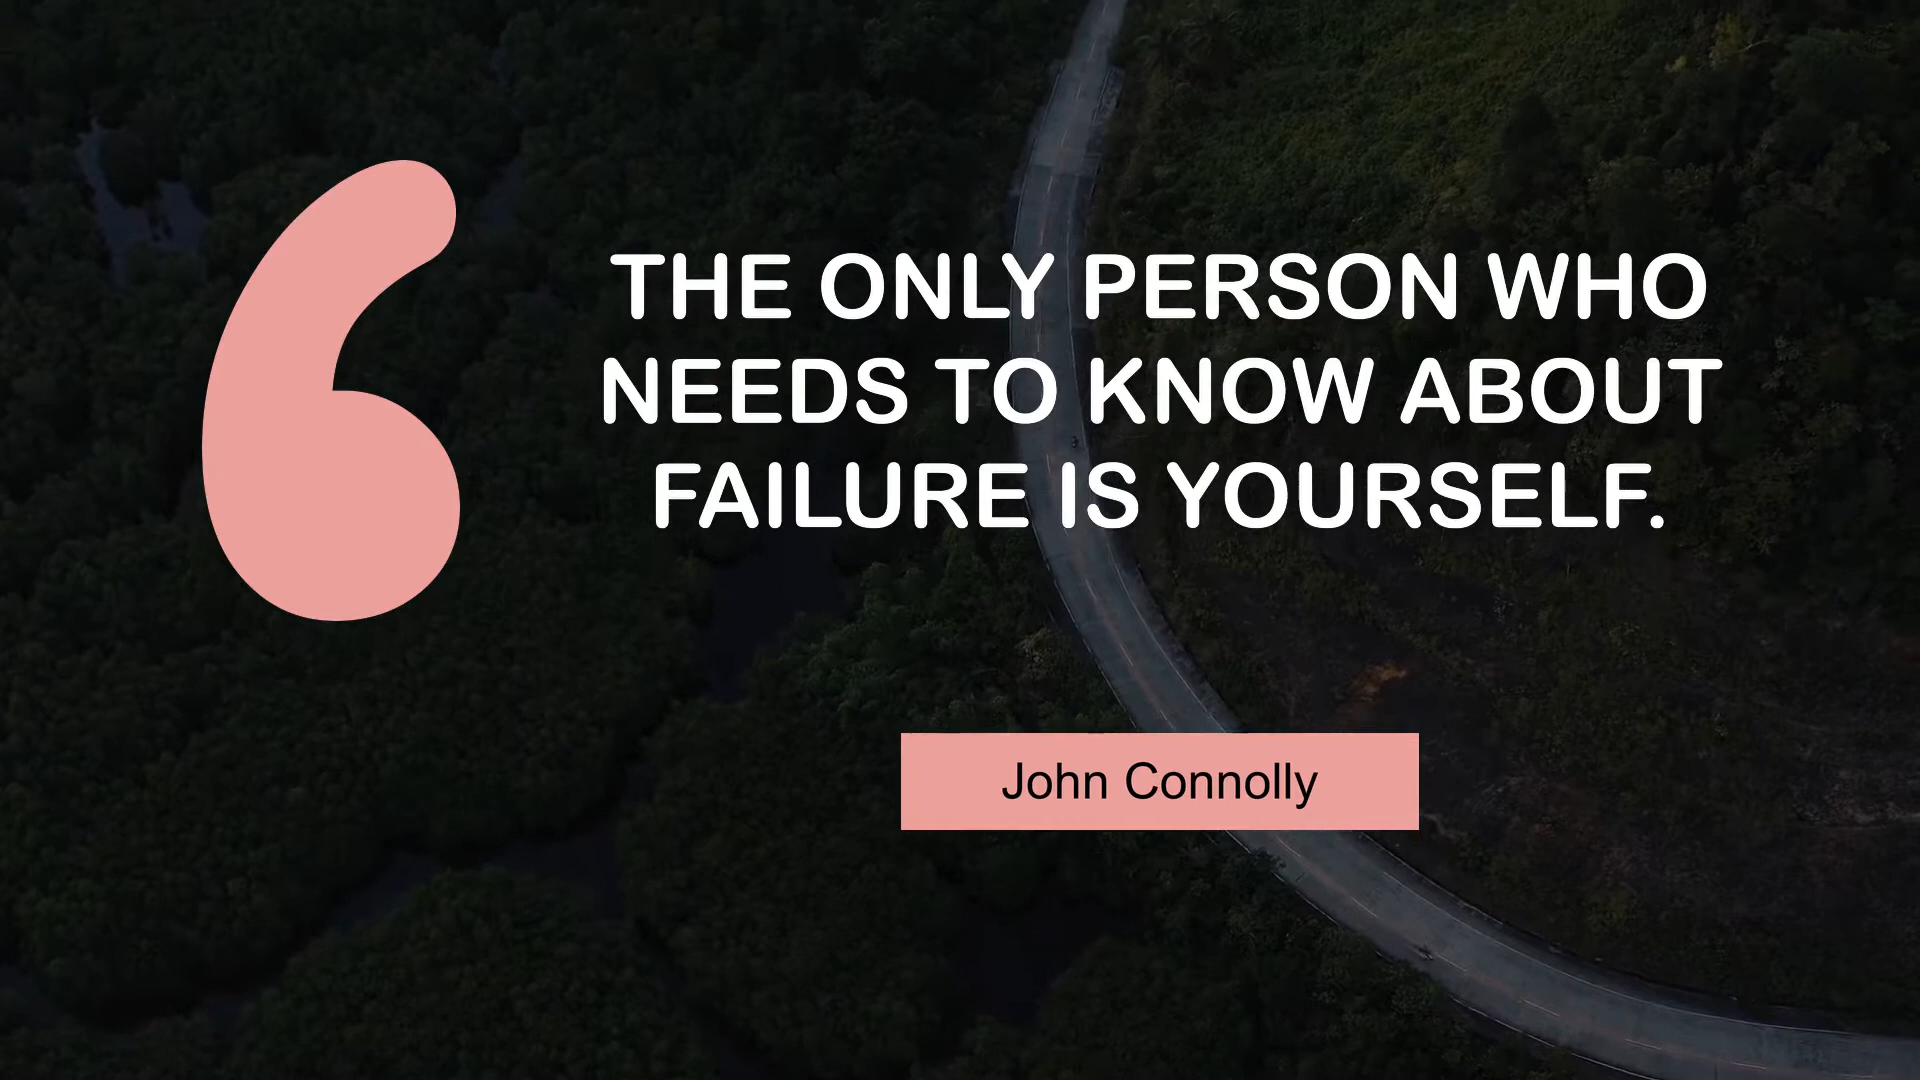 THE ONLY PERSON WHO
NEEDS TO KNOW ABOUT
FAILURE IS YOURSELF.
John Connolly